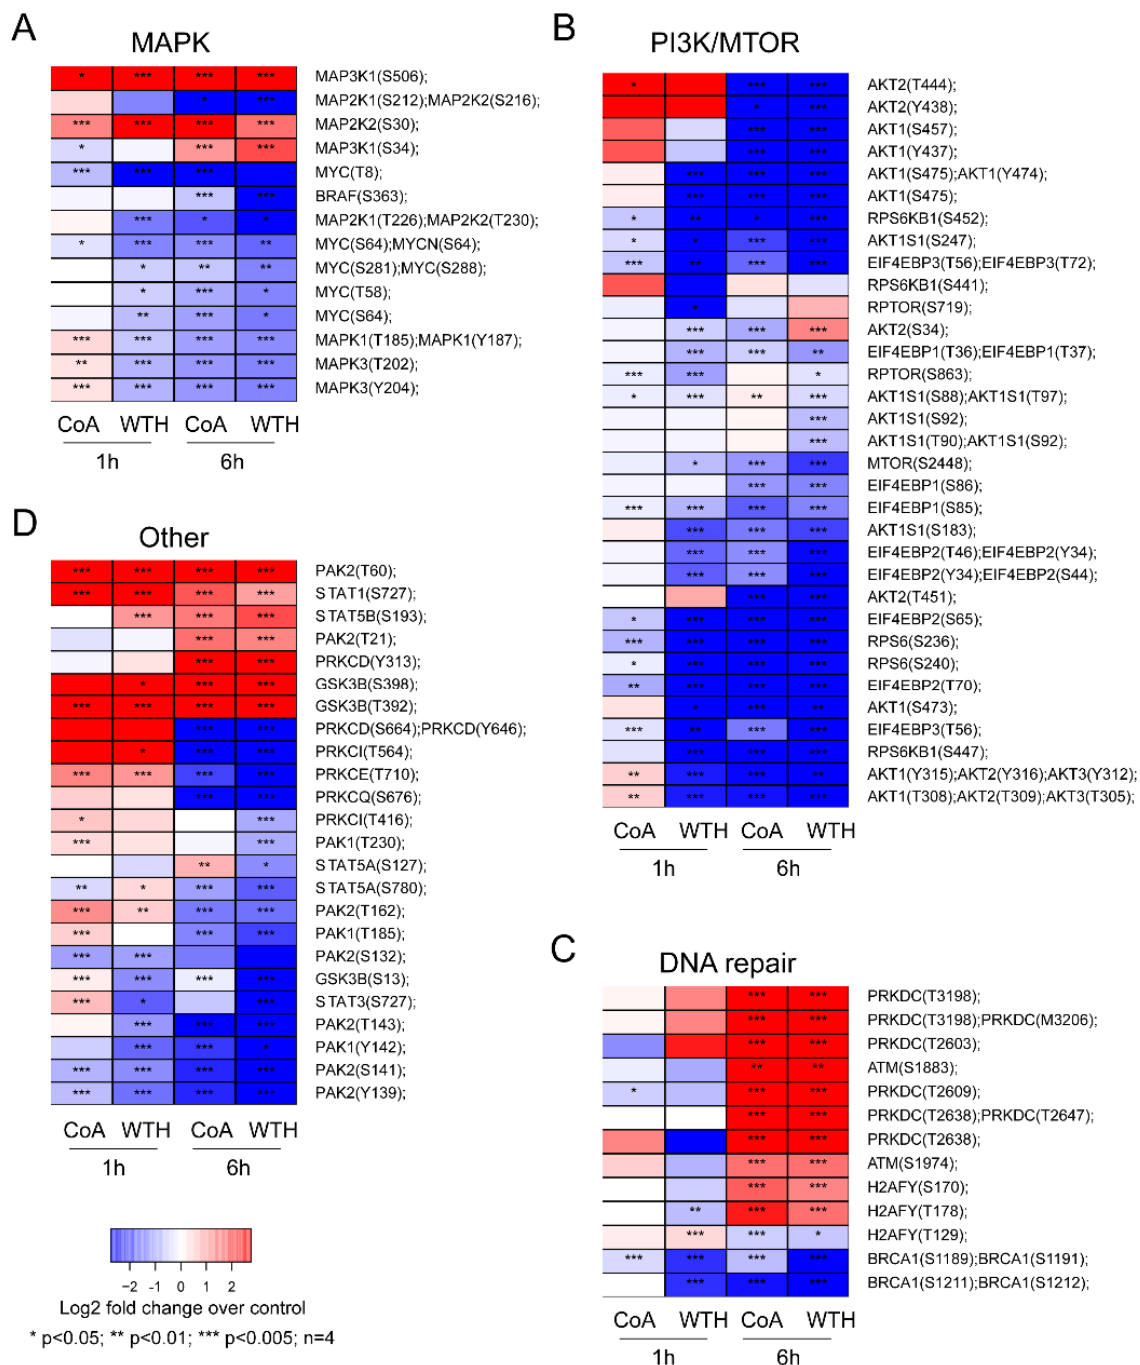 A
MAPK
* *** *** *** MAP3K1(S506);
* *** MAP2K1(S212);MAP2K2(S216);
*** *** *** *** MAP2K2(S30);
* *** *** MAP3K1(S34);
*** *** *** MYC(T8);
*** *** BRAF(S363);
*** * * MAP2K1(T226);MAP2K2(T230);
* *** *** ** MYC(S64);MYCN(S64);
* ** ** MYC(S281);MYC(S288);
* *** * MYC(T58);
** *** * MYC(S64);
*** *** *** *** MAPK1(T185);MAPK1(Y187);
** *** *** *** MAPK3(T202);
*** *** *** *** MAPK3(Y204);
CoA WTH CoA WTH
1h 6h
B
PI3K/MTOR
* *** *** AKT2(T444);
* *** AKT2(Y438);
*** *** AKT1(S457);
*** *** AKT1(Y437);
*** *** *** AKT1(S475);AKT1(Y474);
*** *** *** AKT1(S475);
* ** * *** RPS6KB1(S452);
* * *** *** AKT1S1(S247);
*** ** *** *** EIF4EBP3(T56);EIF4EBP3(T72);
RPS6KB1(S441);
* RPTOR(S719);
*** *** *** AKT2(S34);
*** *** ** EIF4EBP1(T36);EIF4EBP1(T37);
*** *** * RPTOR(S863);
* *** ** *** AKT1S1(S88);AKT1S1(T97);
*** AKT1S1(S92);
*** AKT1S1(T90);AKT1S1(S92);
* *** *** MTOR(S2448);
*** *** EIF4EBP1(S86);
*** *** *** *** EIF4EBP1(S85);
*** *** *** AKT1S1(S183);
*** *** *** EIF4EBP2(T46);EIF4EBP2(Y34);
*** *** *** EIF4EBP2(Y34);EIF4EBP2(S44);
*** *** AKT2(T451);
* *** *** *** EIF4EBP2(S65);
*** *** *** *** RPS6(S236);
* *** *** *** RPS6(S240);
** *** *** *** EIF4EBP2(T70);
* *** ** AKT1(S473);
*** ** *** *** EIF4EBP3(T56);
*** *** *** RPS6KB1(S447);
** *** *** ** AKT1(Y315);AKT2(Y316);AKT3(Y312);
** *** *** *** AKT1(T308);AKT2(T309);AKT3(T305);
CoA WTH CoA WTH
1h 6h
D
Other
*** *** *** *** PAK2(T60);
*** *** *** *** STAT1(S727);
*** *** *** STAT5B(S193);
*** *** PAK2(T21);
*** *** PRKCD(Y313);
* *** *** GSK3B(S398);
*** *** *** *** GSK3B(T392);
*** *** PRKCD(S664);PRKCD(Y646);
* *** *** PRKCI(T564);
*** *** *** *** PRKCE(T710);
*** *** PRKCQ(S676);
* *** PRKCI(T416);
*** *** PAK1(T230);
** * STAT5A(S127);
** * *** *** STAT5A(S780);
*** ** *** *** PAK2(T162);
*** *** *** PAK1(T185);
*** *** PAK2(S132);
*** *** *** *** GSK3B(S13);
*** * *** STAT3(S727);
*** *** *** PAK2(T143);
*** *** * PAK1(Y142);
*** *** *** *** PAK2(S141);
*** *** *** *** PAK2(Y139);
CoA WTH CoA WTH
1h 6h
−2 -1 0 1 2
Log2 fold change over control
* p<0.05; ** p<0.01; *** p<0.005; n=4
C
DNA repair
*** *** PRKDC(T3198);
*** *** PRKDC(T3198);PRKDC(M3206);
*** *** PRKDC(T2603);
** ** ATM(S1883);
* *** *** PRKDC(T2609);
*** *** PRKDC(T2638);PRKDC(T2647);
*** *** PRKDC(T2638);
*** *** ATM(S1974);
*** *** H2AFY(S170);
** *** *** H2AFY(T178);
*** *** * H2AFY(T129);
*** *** *** *** BRCA1(S1189);BRCA1(S1191);
*** *** *** BRCA1(S1211);BRCA1(S1212);
CoA WTH CoA WTH
1h 6h